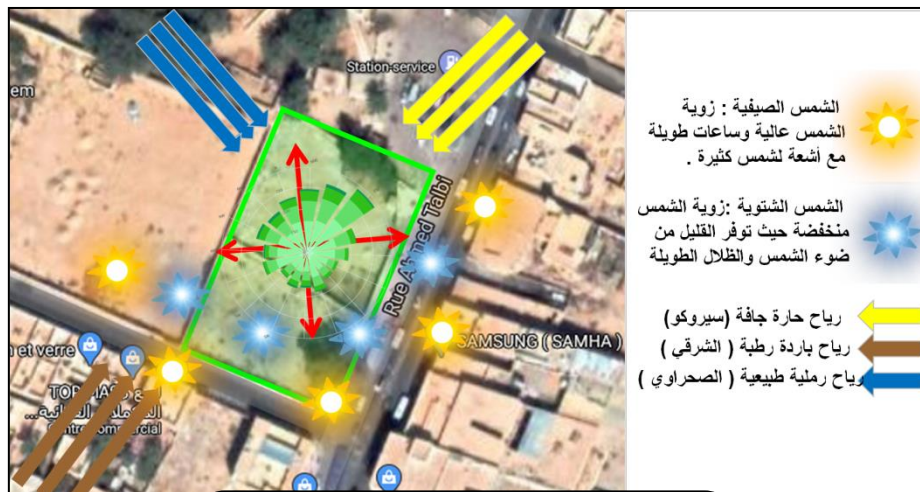 em
Station-service
Rue Ahmed Talbi
SAMSUNG ( SAMHA )
n et verre
TOP
Centre commercial
الشمس الصيفية : زوية
الشمس عالية وساعات طويلة
مع أشعة لشمس كثيرة .
الشمس الشتوية :زوية الشمس
منخفضة حيث توفر القليل من
ضوء الشمس والظلال الطويلة
رياح حارة جافة (سيروكو)
رياح باردة رطبة ( الشرقي )
رياح رملية طبيعية ( الصحراوي )